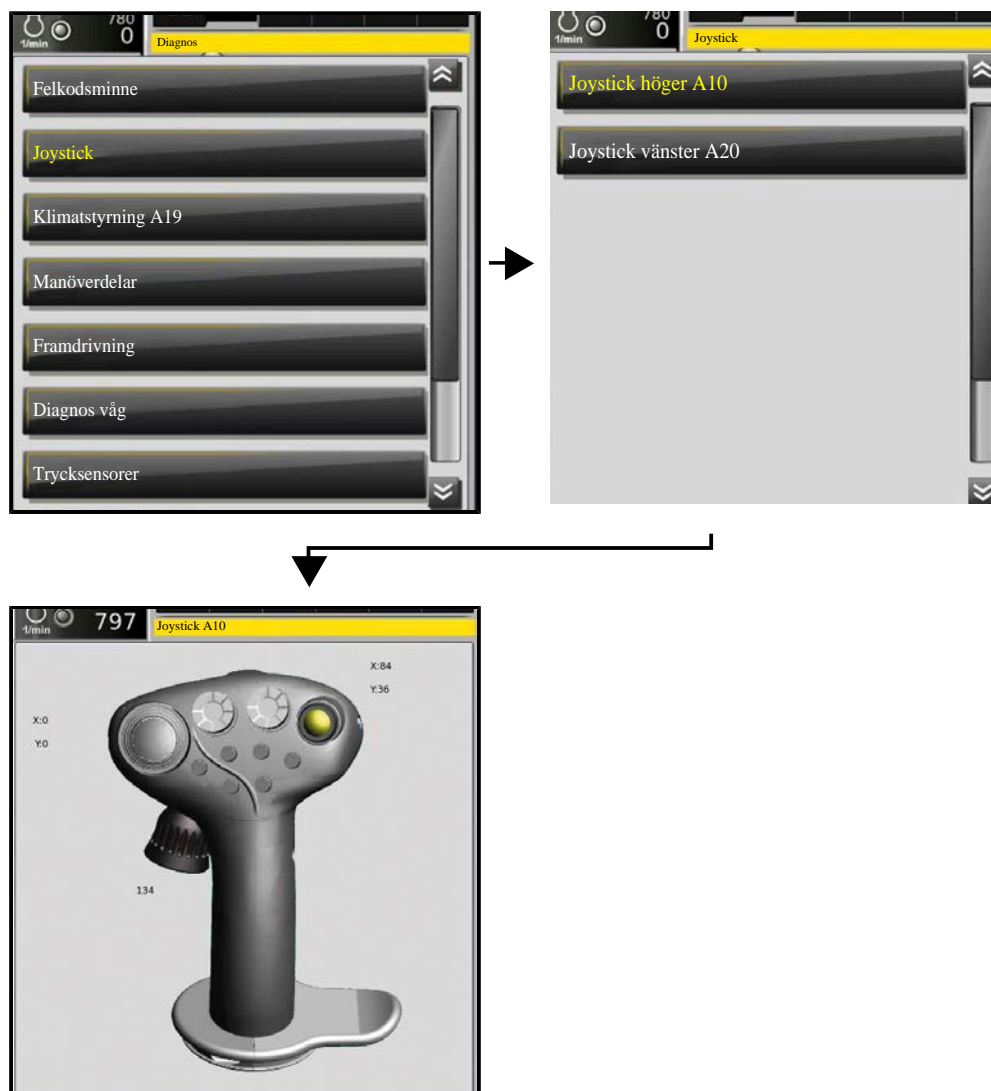 780
1/min
0
Diagnos
Felkodsminne
Joystick
Klimatstyrning A19
Manöverdelar
Framdrivning
Diagnos våg
Trycksensorer
780
1/min
0
Joystick
Joystick höger A10
Joystick vänster A20
1/min
797
Joystick A10
X:84
Y:36
X:0
Y:0
134